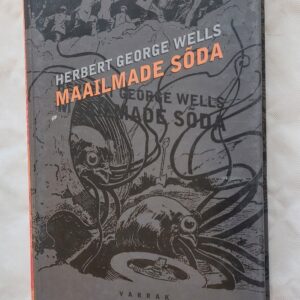 HERBERT GEORGE WELLS
MAAILMADE SÕDA
GEORGE WELLS
MADE SÕDA
VARRAK